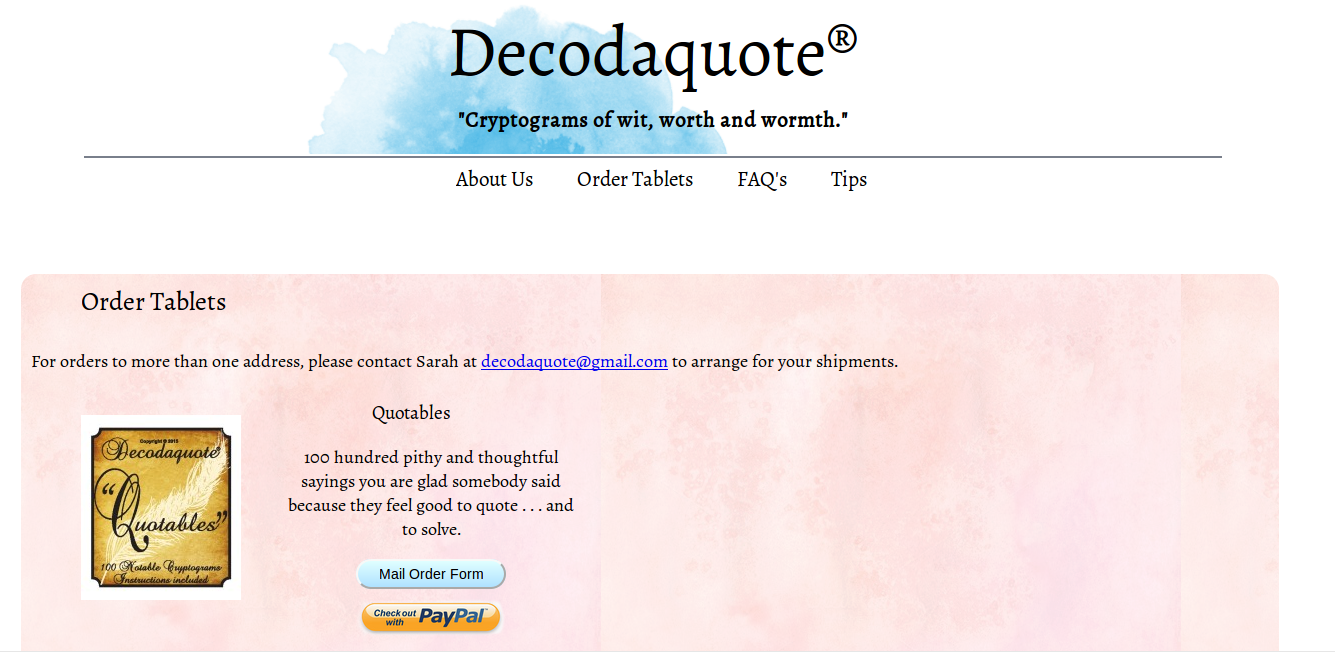 Decodaquote®
"Cryptograms of wit, worth and wormth."
About Us Order Tablets FAQ's Tips
Order Tablets
For orders to more than one address, please contact Sarah at decodaquote@gmail.com to arrange for your shipments.
Copyright © 2013
Decodaquote®
"Quotables"
100 Notable Cryptograms
Instructions included
Quotables
100 hundred pithy and thoughtful
sayings you are glad somebody said
because they feel good to quote . . . and
to solve.
Mail Order Form
Check out
with PayPal™